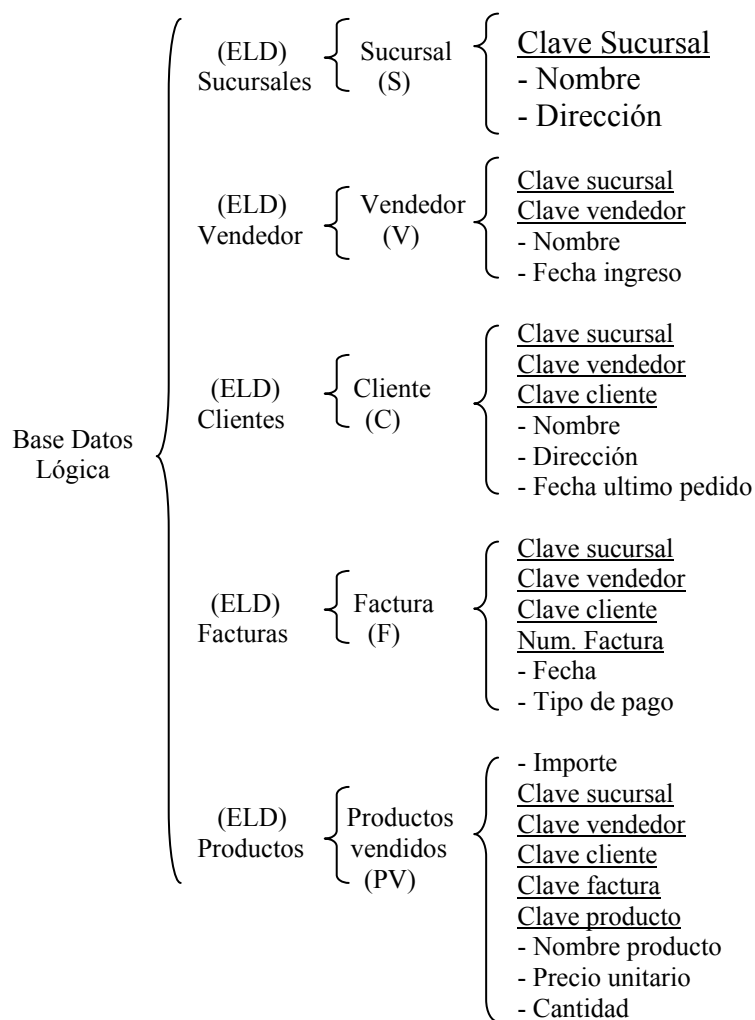 Base Datos
Lógica
(ELD)
Sucursales
Sucursal
(S)
Clave Sucursal
- Nombre
- Dirección
(ELD)
Vendedor
Vendedor
(V)
Clave sucursal
Clave vendedor
- Nombre
- Fecha ingreso
(ELD)
Clientes
Cliente
(C)
Clave sucursal
Clave vendedor
Clave cliente
- Nombre
- Dirección
- Fecha ultimo pedido
(ELD)
Facturas
Factura
(F)
Clave sucursal
Clave vendedor
Clave cliente
Num. Factura
- Fecha
- Tipo de pago
(ELD)
Productos
Productos
vendidos
(PV)
- Importe
Clave sucursal
Clave vendedor
Clave cliente
Clave factura
Clave producto
- Nombre producto
- Precio unitario
- Cantidad